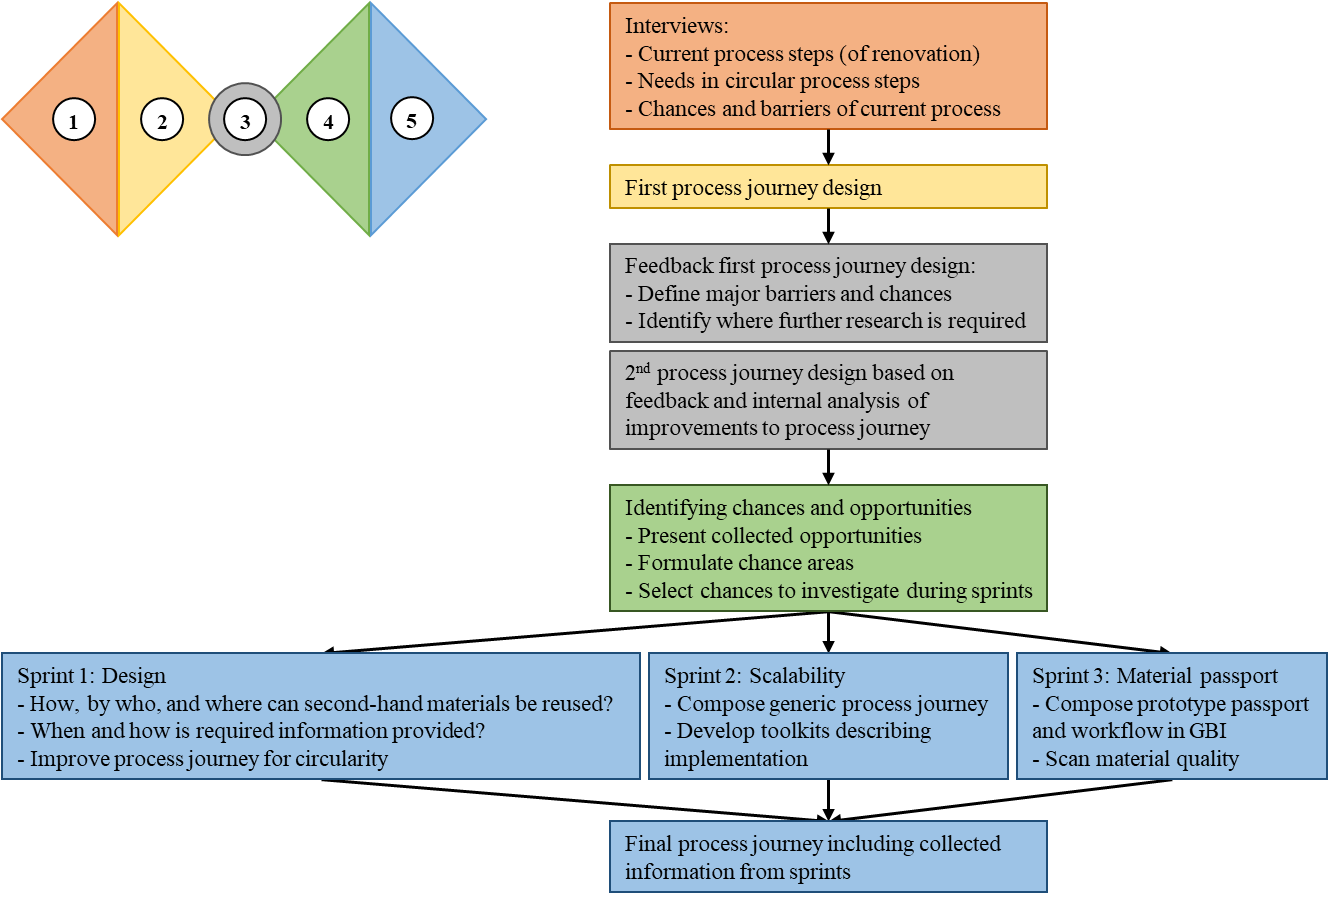 1
2
3
4
5
Interviews:
- Current process steps (of renovation)
- Needs in circular process steps
- Chances and barriers of current process
First process journey design
Feedback first process journey design:
- Define major barriers and chances
- Identify where further research is required
2nd process journey design based on
feedback and internal analysis of
improvements to process journey
Identifying chances and opportunities
- Present collected opportunities
- Formulate chance areas
- Select chances to investigate during sprints
Sprint 1: Design
- How, by who, and where can second-hand materials be reused?
- When and how is required information provided?
- Improve process journey for circularity
Sprint 2: Scalability
- Compose generic process journey
- Develop toolkits describing
implementation
Sprint 3: Material passport
- Compose prototype passport
and workflow in GBI
- Scan material quality
Final process journey including collected
information from sprints